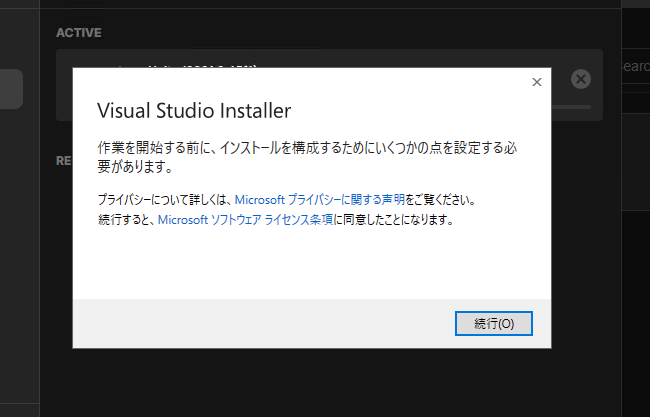 ACTIVE
Visual Studio Installer
作業を開始する前に、インストールを構成するためにいくつかの点を設定する必
要があります。
プライバシーについて詳しくは、Microsoft プライバシーに関する声明をご覧ください。
続行すると、Microsoft ソフトウェア ライセンス条項に同意したことになります。
続行(O)